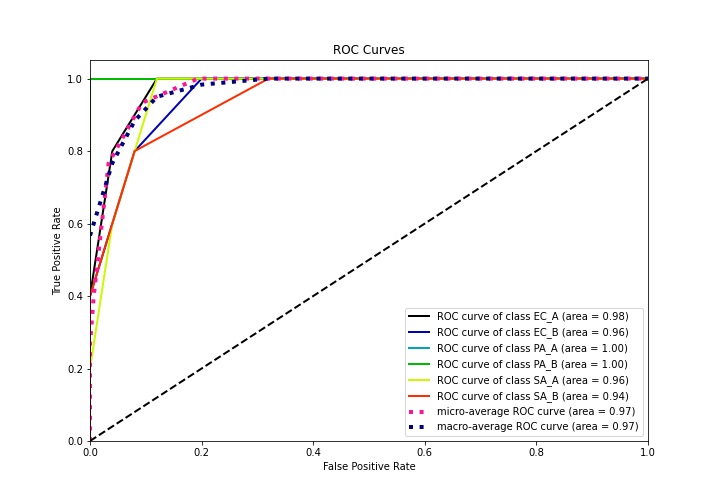 ROC Curves
True Positive Rate
1.0
0.8
0.6
0.4
0.2
0.0
ROC curve of class EC_A (area = 0.98)
ROC curve of class EC_B (area = 0.96)
ROC curve of class PA_A (area = 1.00)
ROC curve of class PA_B (area = 1.00)
ROC curve of class SA_A (area = 0.96)
ROC curve of class SA_B (area = 0.94)
micro-average ROC curve (area = 0.97)
macro-average ROC curve (area = 0.97)
0.0 0.2 0.4 0.6 0.8 1.0
False Positive Rate